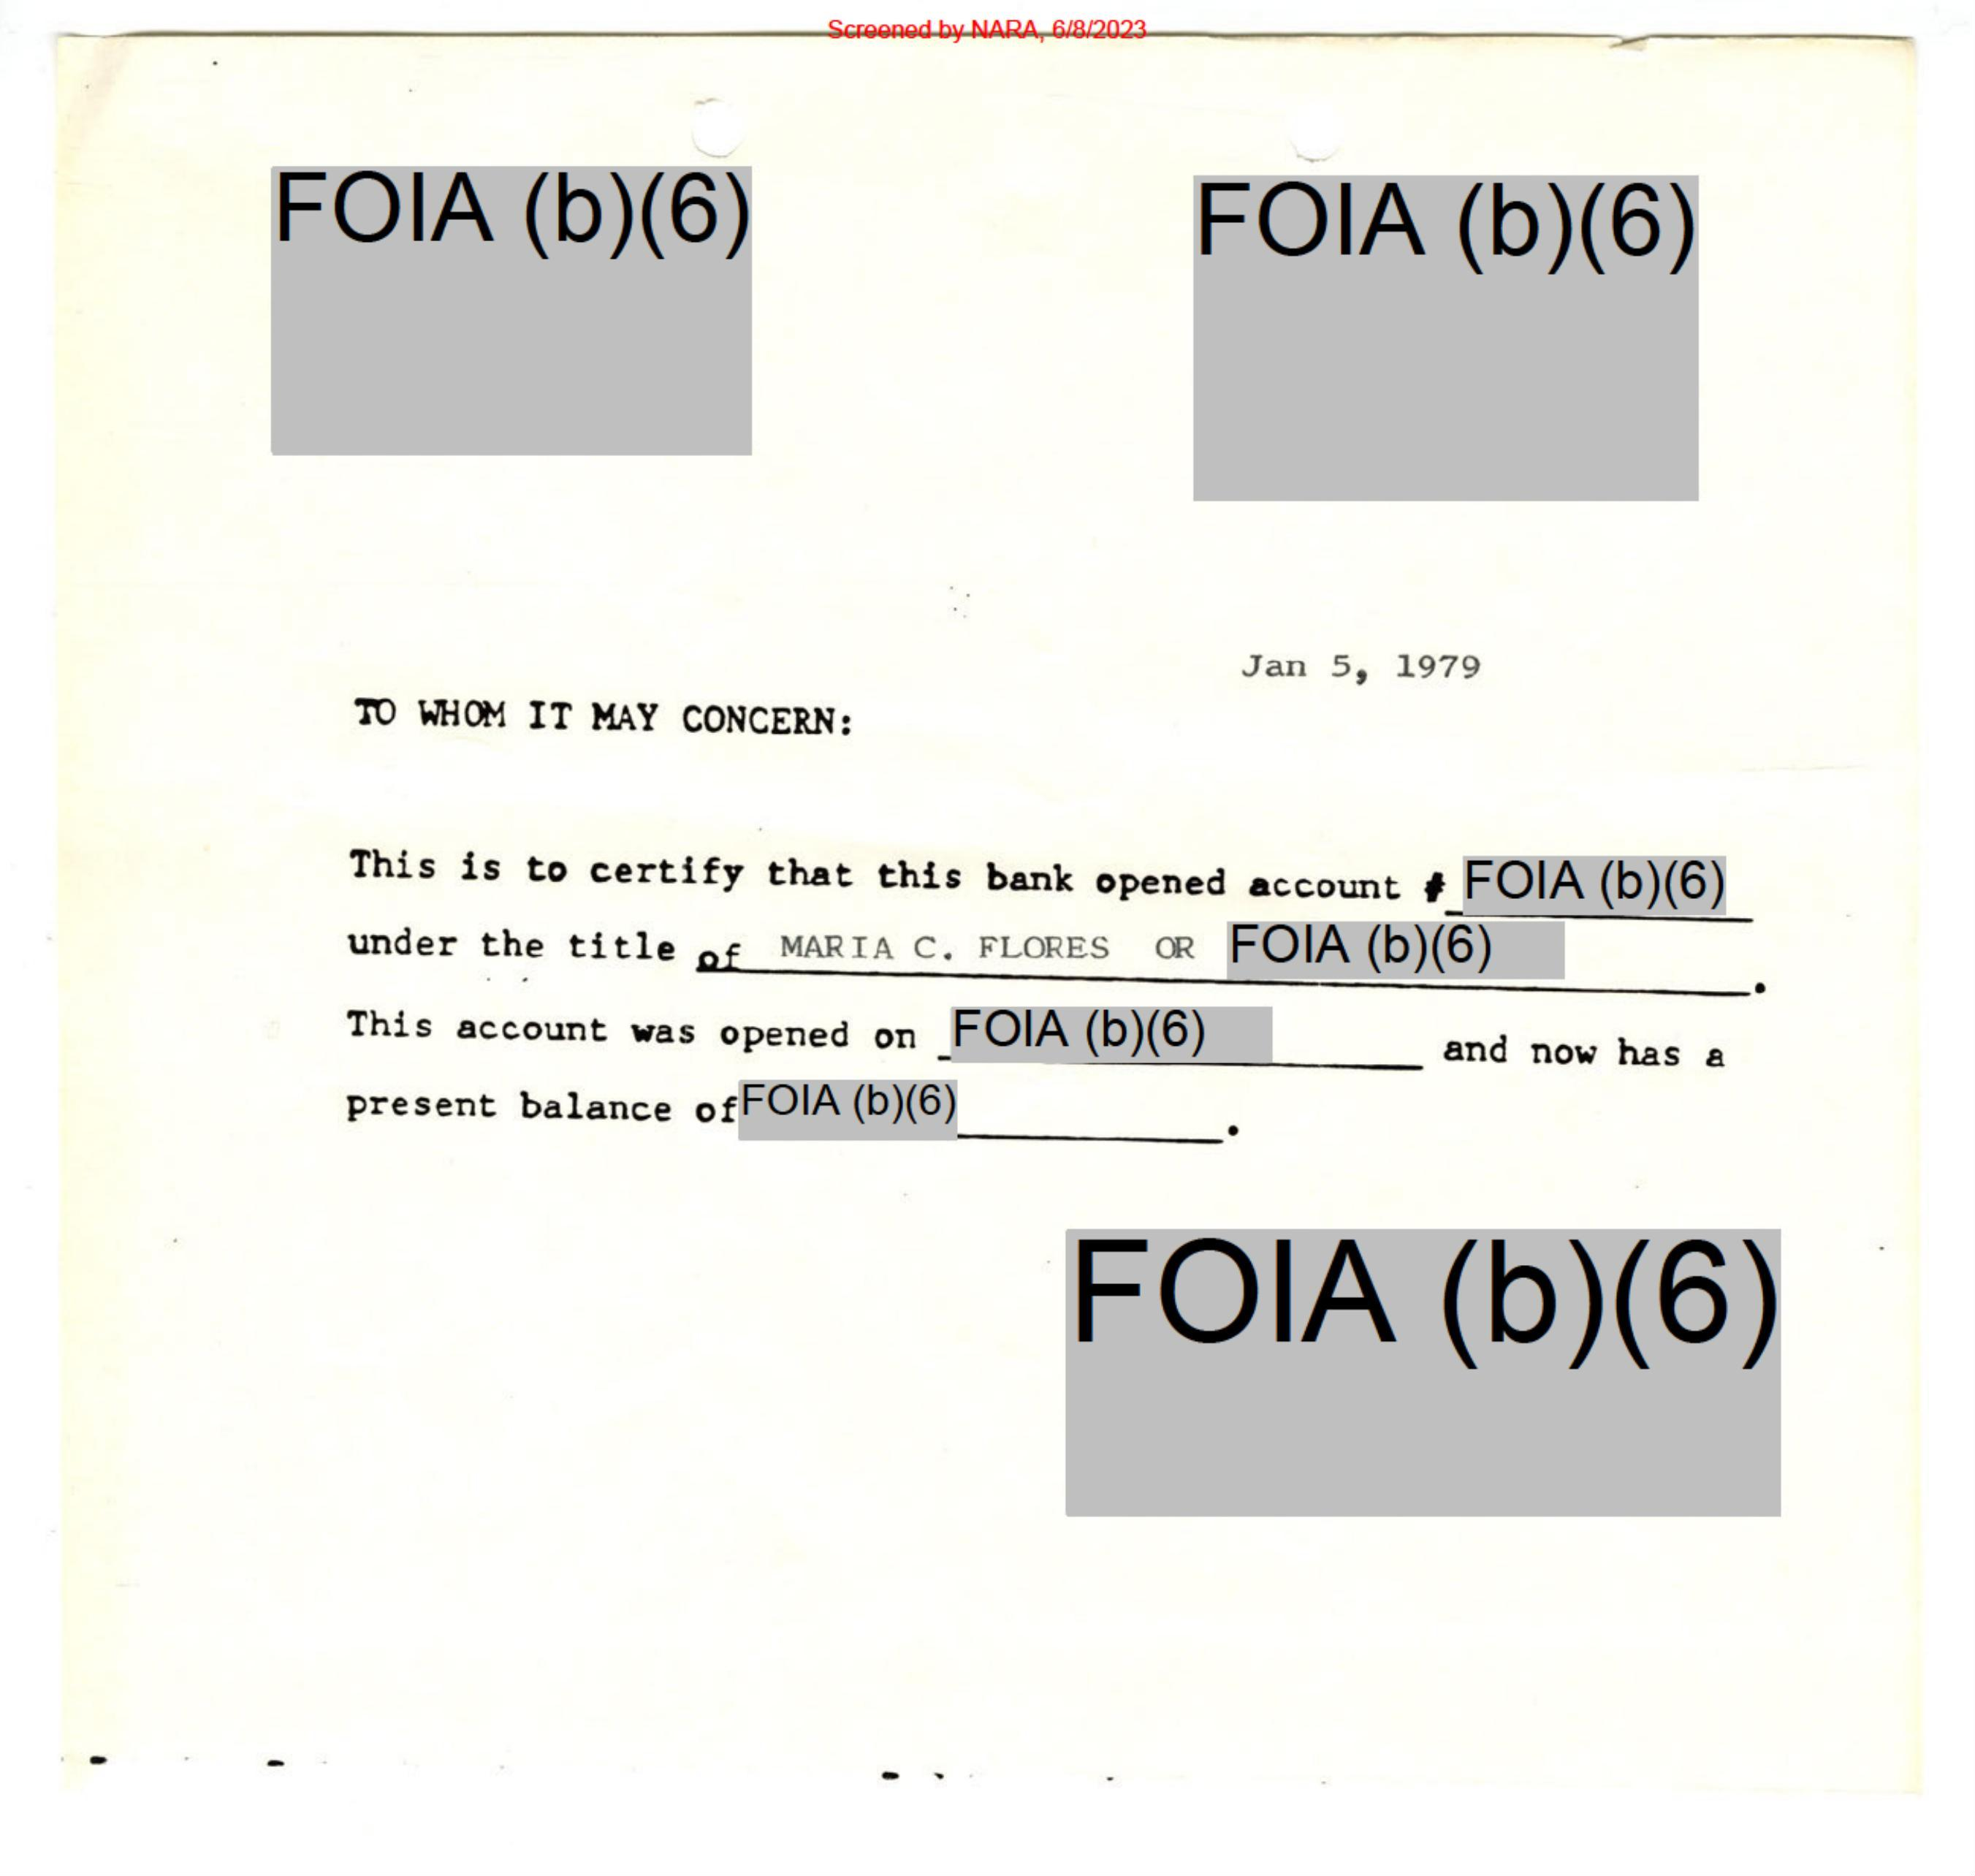 Screened by NARA, 6/8/2023
FOIA (b)(6)
FOIA (b)(6)
Jan 5, 1979
TO WHOM IT MAY CONCERN:
This is to certify that this bank opened account # FOIA (b)(6)
under the title of MARIA C. FLORES OR FOIA (b)(6).
This account was opened on FOIA (b)(6) and now has a
present balance of FOIA (b)(6).
FOIA (b)(6)